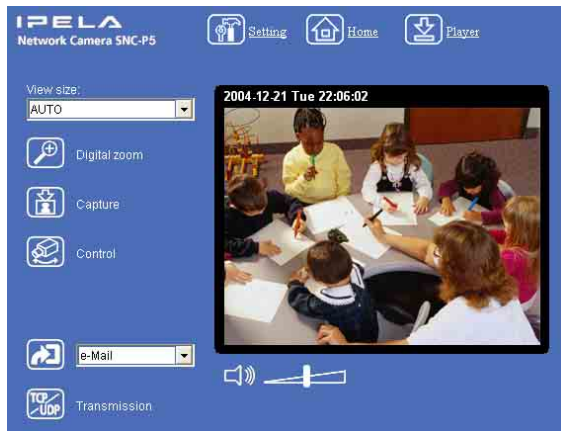 IPELA
Network Camera SNC-P5
Setting
Home
Player
View size:
AUTO
2004-12-21 Tue 22:06:02
Digital zoom
Capture
Control
e-Mail
TCP/UDP
Transmission